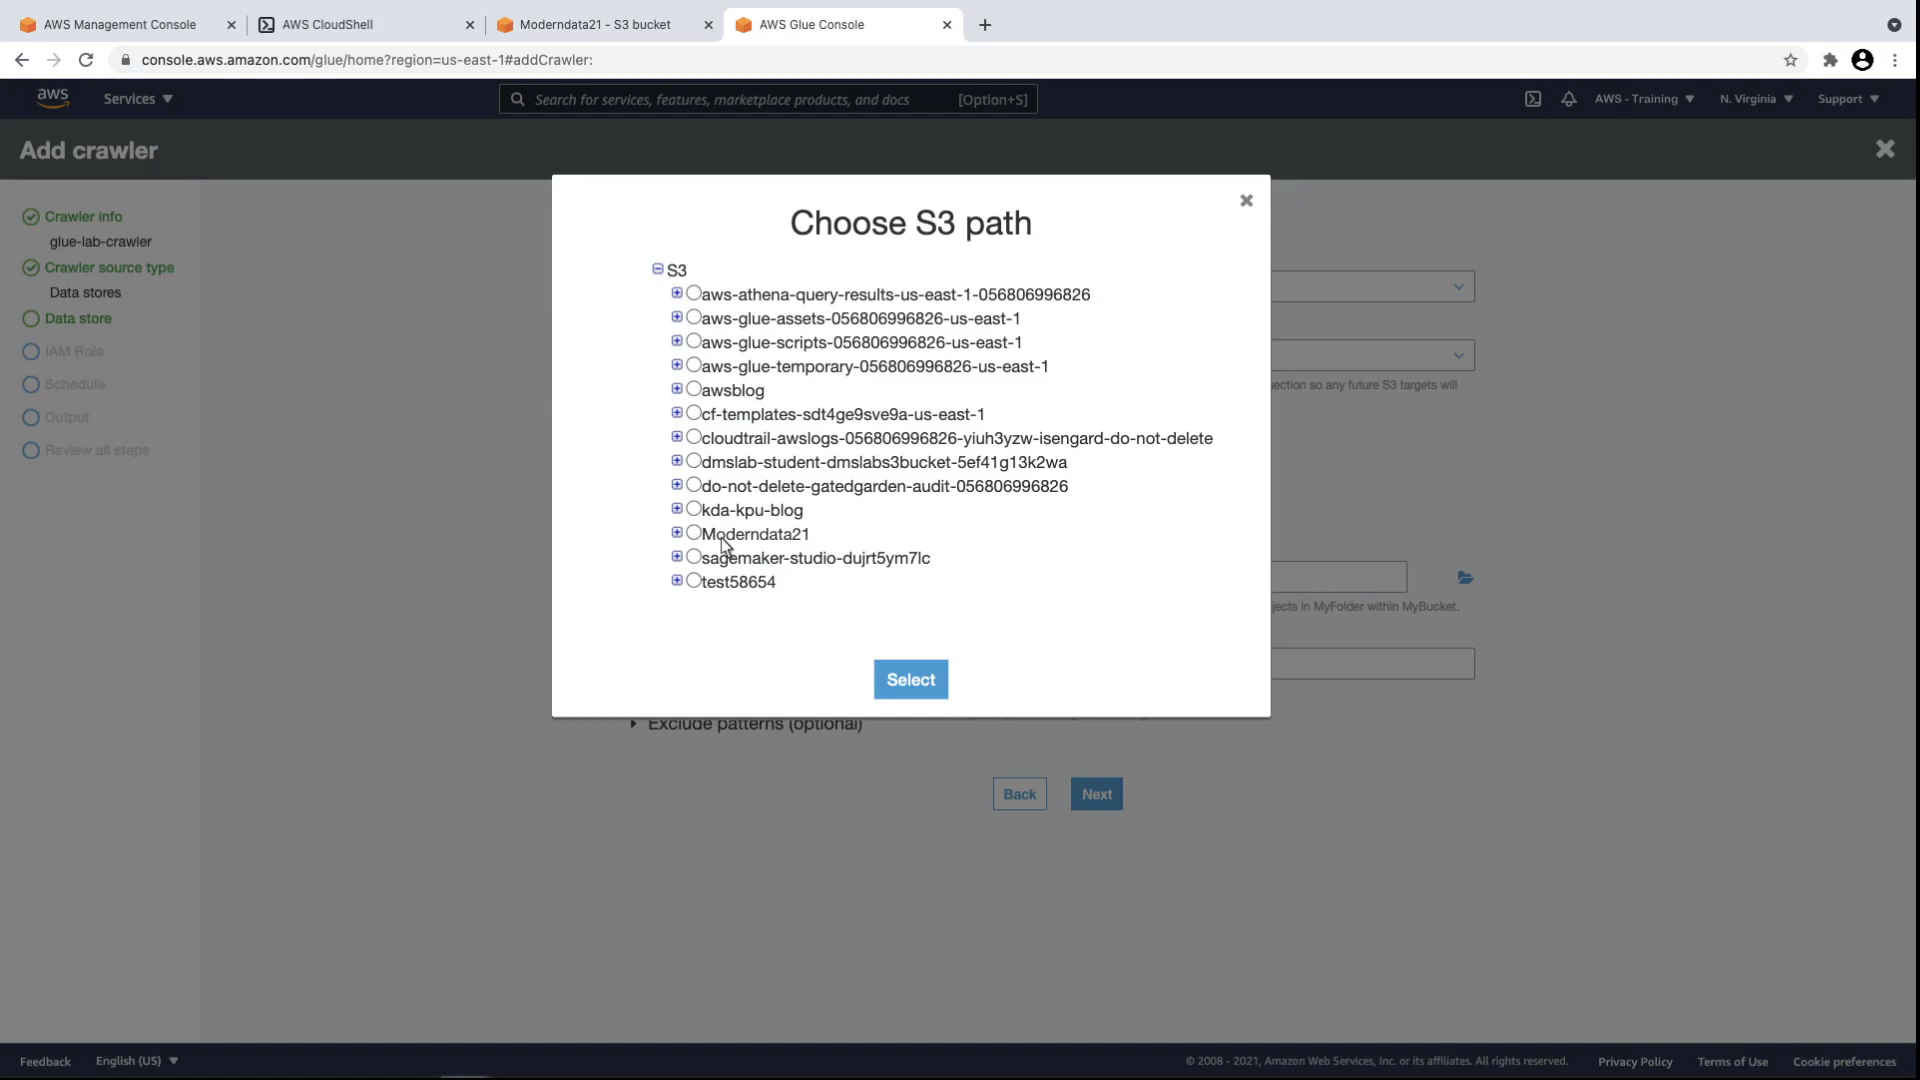 AWS Management Console
AWS CloudShell
Moderndata21 - S3 bucket
AWS Glue Console
console.aws.amazon.com/glue/home?region=us-east-1#addCrawler:
aws
Services
Search for services, features, marketplace products, and docs [Option+S]
AWS - Training
N. Virginia
Support
Add crawler
Crawler info
glue-lab-crawler
Crawler source type
Data stores
Data store
IAM Role
Schedule
Output
Review all steps
Choose S3 path
S3
aws-athena-query-results-us-east-1-056806996826
aws-glue-assets-056806996826-us-east-1
aws-glue-scripts-056806996826-us-east-1
aws-glue-temporary-056806996826-us-east-1
awsblog
cf-templates-sdt4ge9sve9a-us-east-1
cloudtrail-awslogs-056806996826-yiuh3yzw-isengard-do-not-delete
dmslab-student-dmslabs3bucket-5ef41g13k2wa
do-not-delete-gatedgarden-audit-056806996826
kda-kpu-blog
Moderndata21
sagemaker-studio-dujrt5ym7lc
test58654
Select
ection so any future S3 targets will
jects in MyFolder within MyBucket.
Exclude patterns (optional)
Back
Next
Feedback
English (US)
© 2008 - 2021, Amazon Web Services, Inc. or its affiliates. All rights reserved.
Privacy Policy
Terms of Use
Cookie preferences